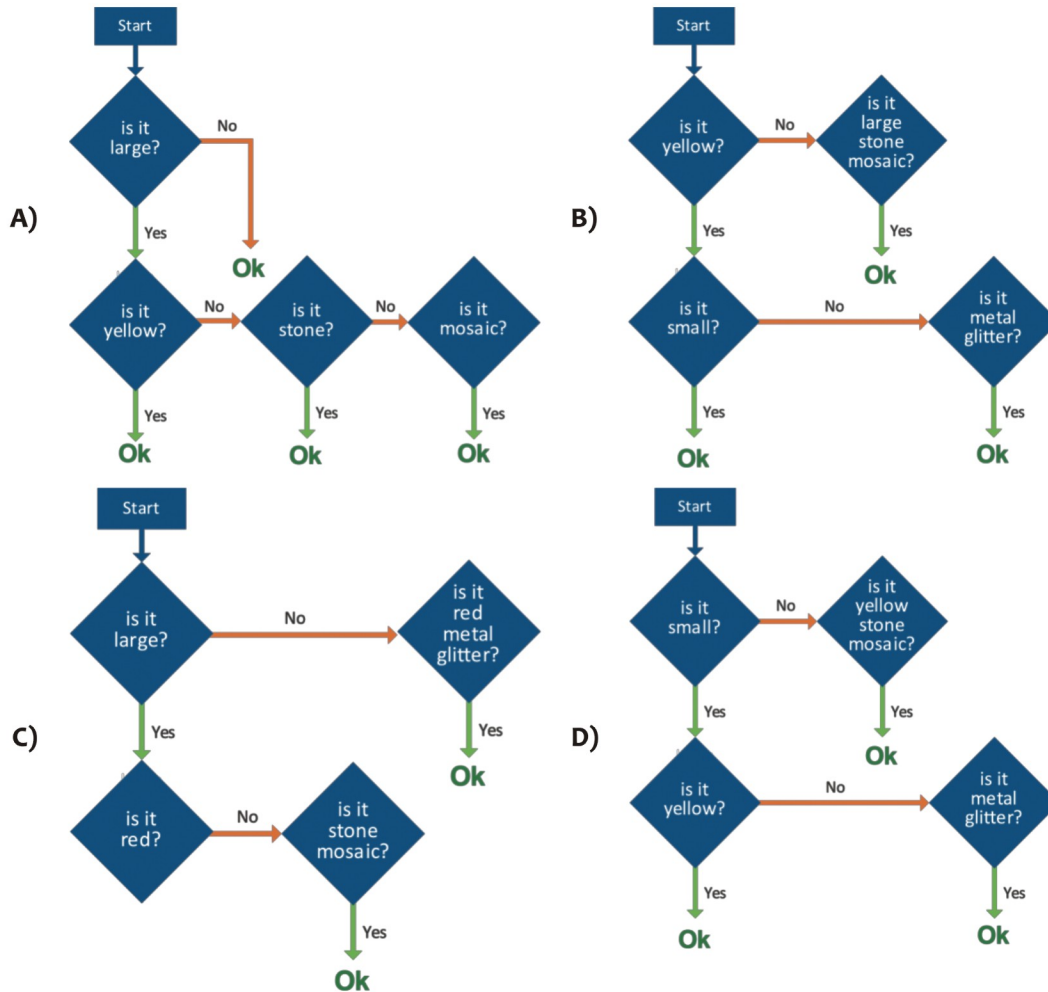 A)
Start
is it
large?
No
Ok
Yes
is it
yellow?
No
is it
stone?
No
is it
mosaic?
Yes
Ok
Yes
Ok
Yes
Ok
B)
Start
is it
yellow?
No
is it
large
stone
mosaic?
Yes
Ok
Yes
is it
small?
No
is it
metal
glitter?
Yes
Ok
Yes
Ok
C)
Start
is it
large?
No
is it
red
metal
glitter?
Yes
Ok
Yes
is it
red?
No
is it
stone
mosaic?
Yes
Ok
D)
Start
is it
small?
No
is it
yellow
stone
mosaic?
Yes
Ok
Yes
is it
yellow?
No
is it
metal
glitter?
Yes
Ok
Yes
Ok